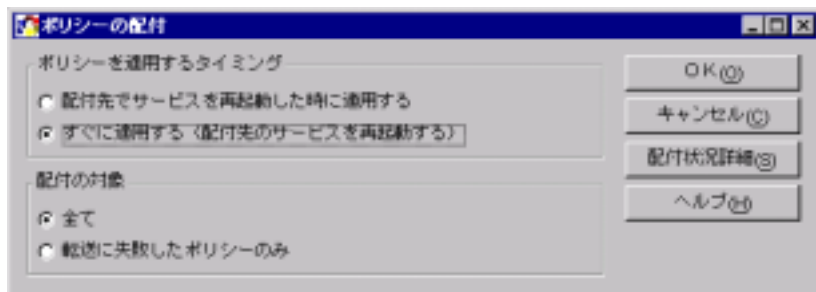 ポリシーの配付
ポリシーを適用するタイミング
配付先でサービスを再起動した時に適用する
すぐに適用する(配付先のサービスを再起動する)
配付の対象
全て
転送に失敗したポリシーのみ
OK(O)
キャンセル(C)
配付状況詳細(S)
ヘルプ(H)